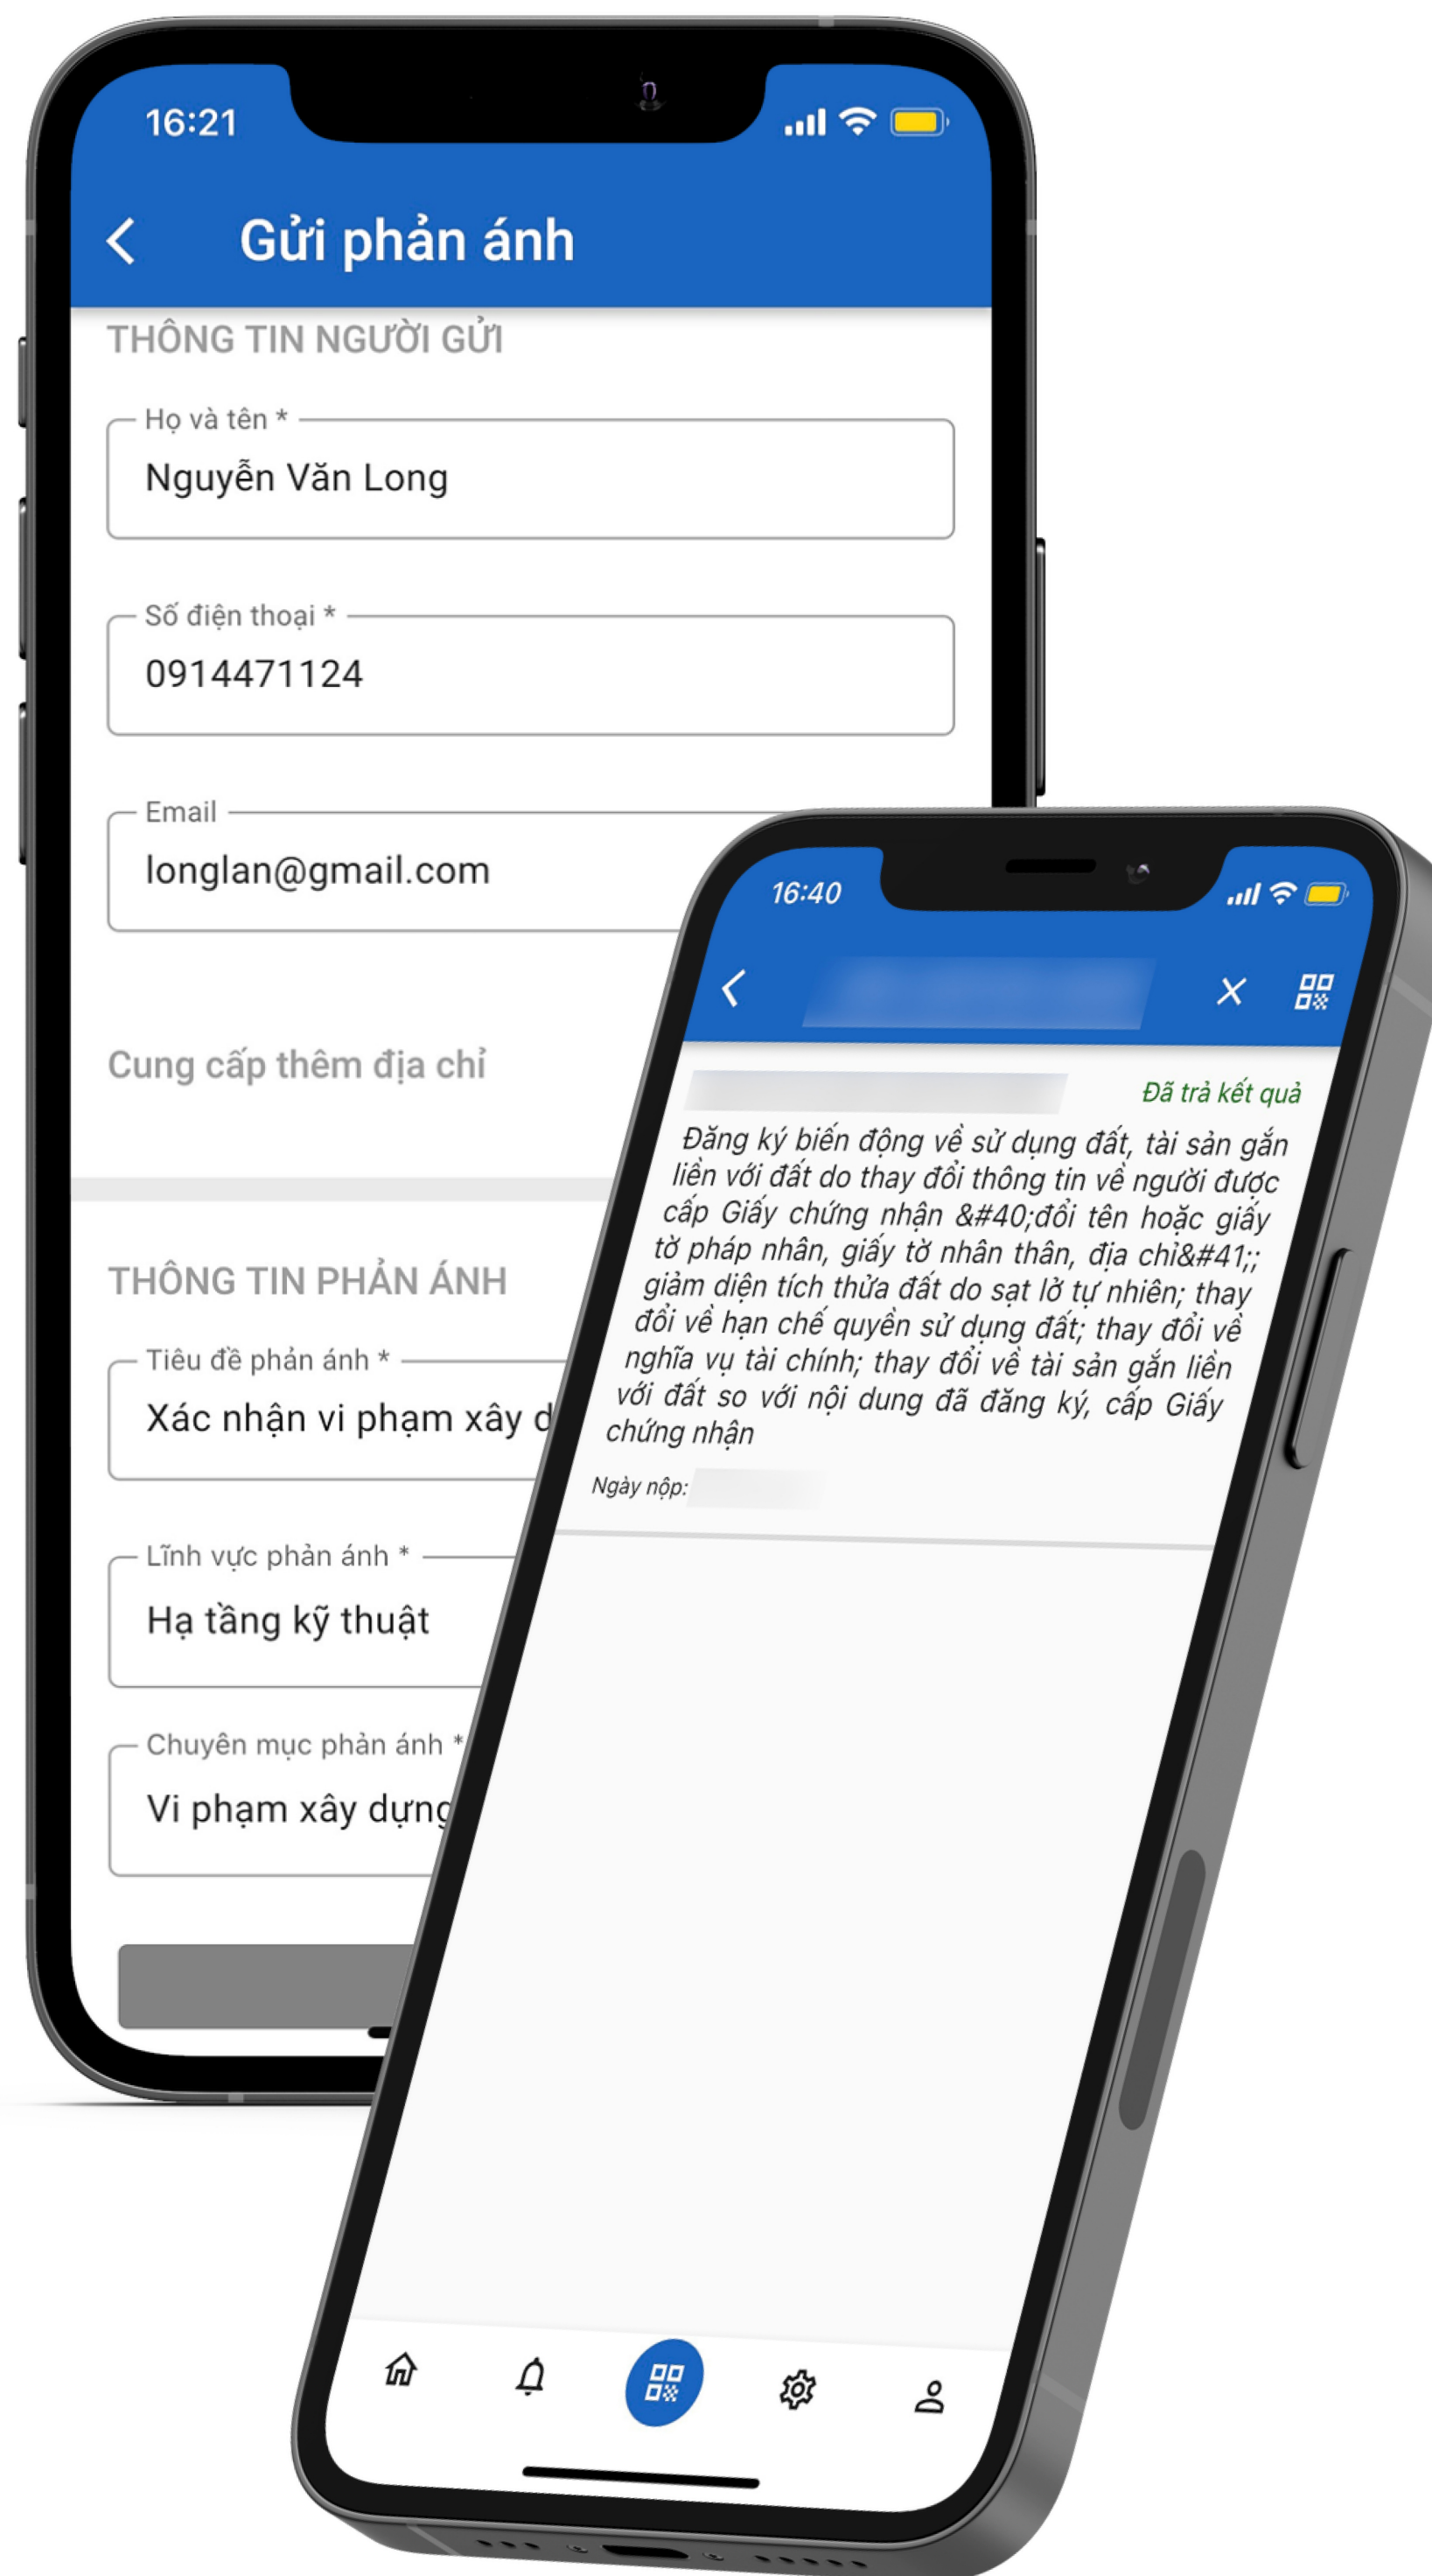 16:21
Gửi phản ánh
THÔNG TIN NGƯỜI GỬI
Họ và tên *
Nguyễn Văn Long
Số điện thoại *
0914471124
Email
longlan@gmail.com
Cung cấp thêm địa chỉ
THÔNG TIN PHẢN ÁNH
Tiêu đề phản ánh *
Xác nhận vi phạm xây d
Lĩnh vực phản ánh *
Hạ tầng kỹ thuật
Chuyên mục phản ánh *
Vi phạm xây dựng
16:40
Đã trả kết quả
Đăng ký biến động về sử dụng đất, tài sản gắn
liền với đất do thay đổi thông tin về người được
cấp Giấy chứng nhận &#40;đổi tên hoặc giấy
tờ pháp nhân, giấy tờ nhân thân, địa chỉ&#41;;
giảm diện tích thửa đất do sạt lở tự nhiên; thay
đổi về hạn chế quyền sử dụng đất; thay đổi về
nghĩa vụ tài chính; thay đổi về tài sản gắn liền
với đất so với nội dung đã đăng ký, cấp Giấy
chứng nhận
Ngày nộp: